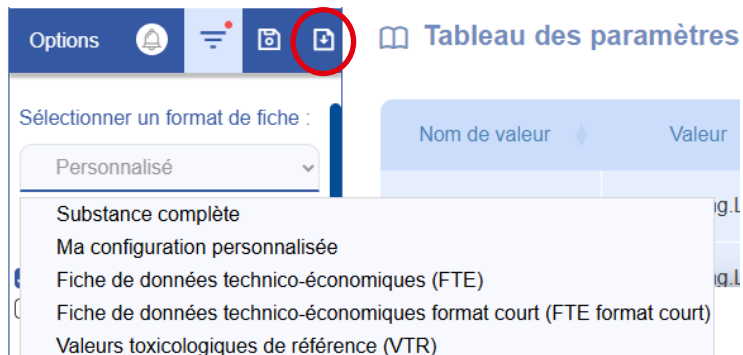 Options
Tableau des paramètres
Sélectionner un format de fiche :
Personnalisé
Nom de valeur
Valeur
Substance complète
Ma configuration personnalisée
Fiche de données technico-économiques (FTE)
Fiche de données technico-économiques format court (FTE format court)
Valeurs toxicologiques de référence (VTR)